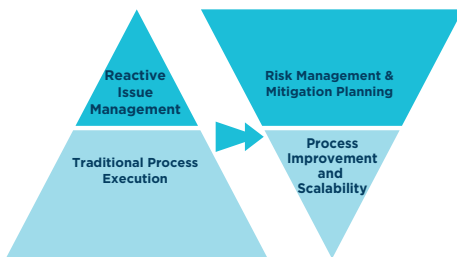 Reactive
Issue
Management
Traditional Process
Execution
Risk Management &
Mitigation Planning
Process
Improvement
and
Scalability